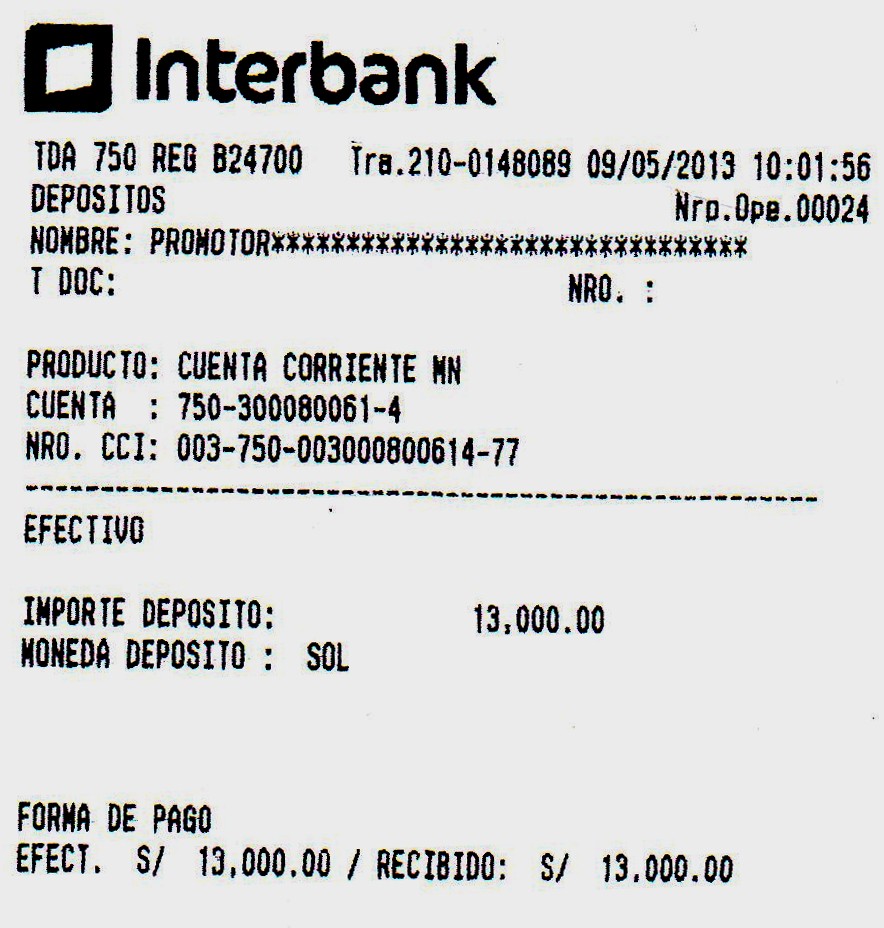 Interbank
TDA 750 REG B24700 Tra.210-0148089 09/05/2013 10:01:56
DEPOSITOS Nro.Ope.00024
NOMBRE: PROMOTOR********************************
T DOC: NRO. :
PRODUCTO: CUENTA CORRIENTE MN
CUENTA : 750-300080061-4
NRO. CCI: 003-750-003000800614-77
-----------------------------------------------------
EFECTIVO
IMPORTE DEPOSITO: 13,000.00
MONEDA DEPOSITO : SOL
FORMA DE PAGO
EFECT. S/ 13,000.00 / RECIBIDO: S/ 13,000.00